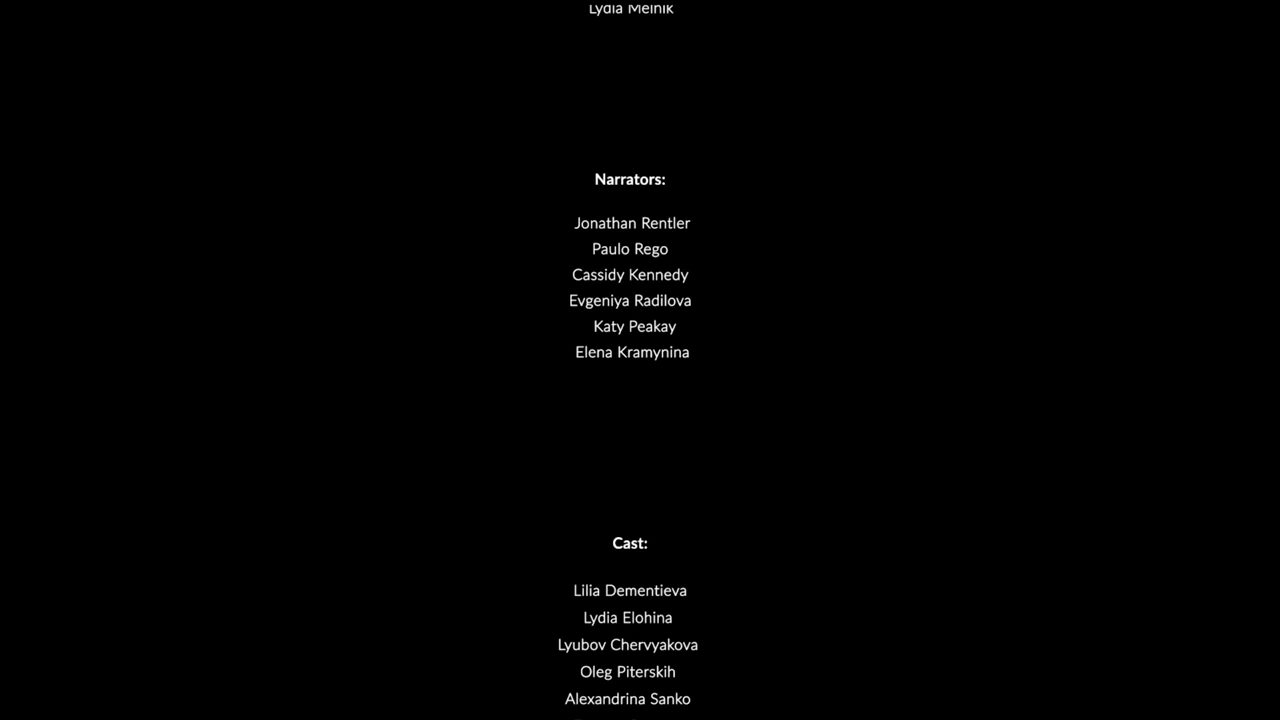 Lydia Melnik
Narrators:
Jonathan Rentler
Paulo Rego
Cassidy Kennedy
Evgeniya Radilova
Katy Peakay
Elena Kramynina
Cast:
Lilia Dementieva
Lydia Elohina
Lyubov Chervyakova
Oleg Piterskih
Alexandrina Sanko